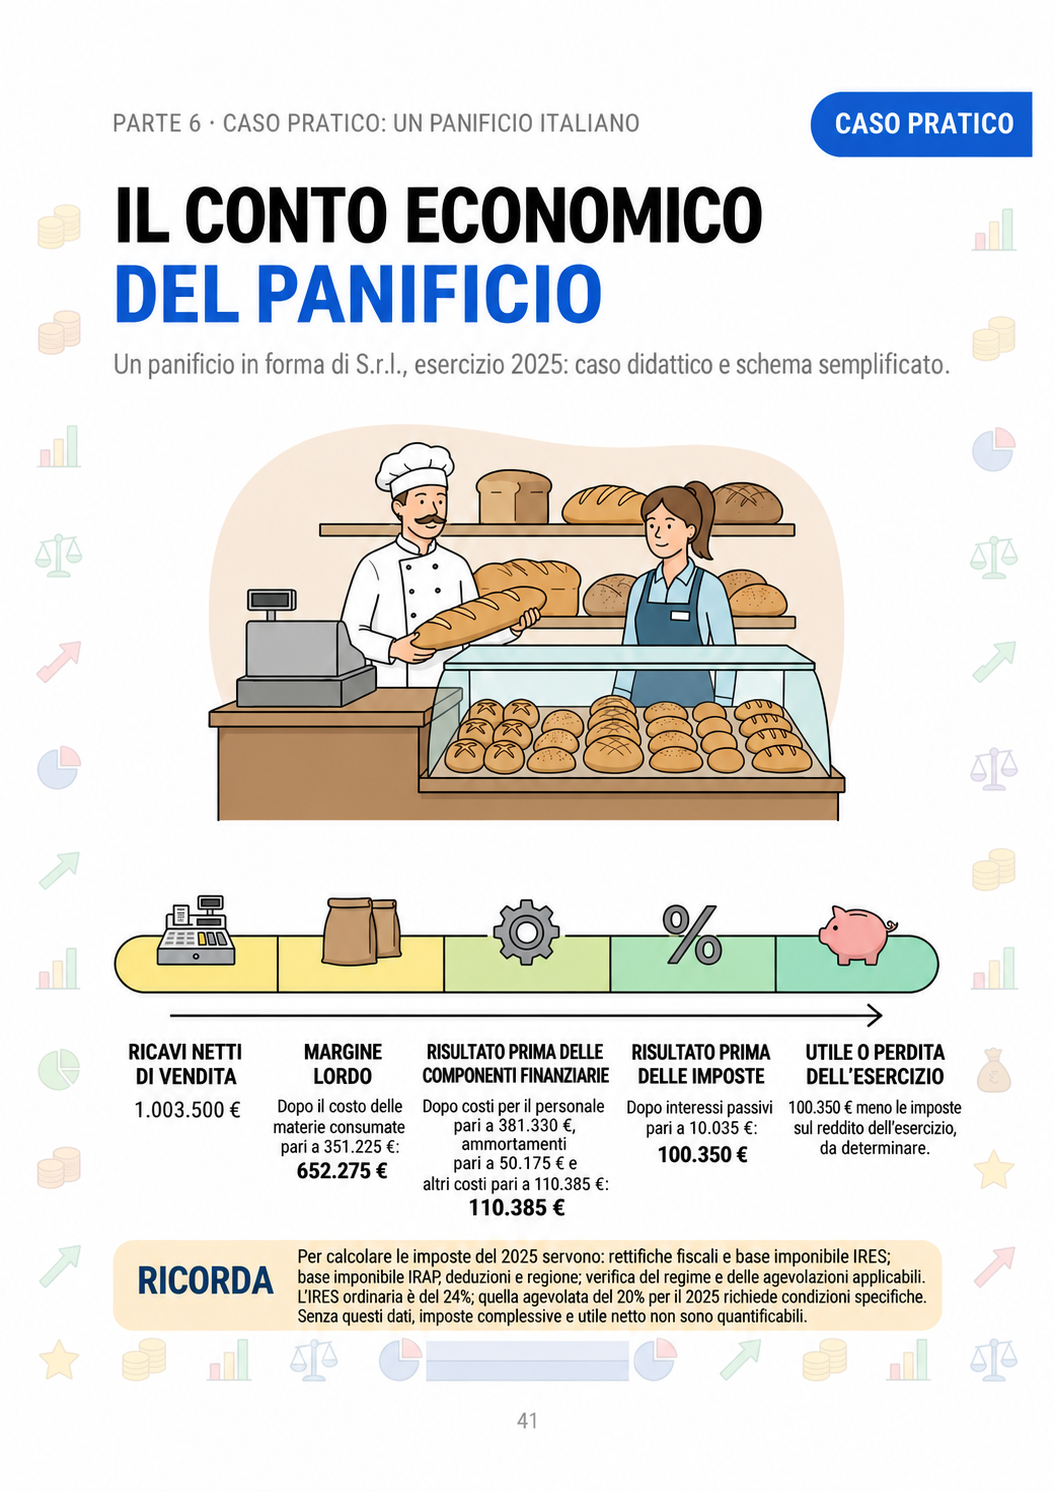 PARTE 6 · CASO PRATICO: UN PANIFICIO ITALIANO
CASO PRATICO
IL CONTO ECONOMICO
DEL PANIFICIO
Un panificio in forma di S.r.l., esercizio 2025: caso didattico e schema semplificato.
RICAVI NETTI
DI VENDITA
1.003.500 €
MARGINE
LORDO
Dopo il costo delle
materie consumate
pari a 351.225 €:
652.275 €
RISULTATO PRIMA DELLE
COMPONENTI FINANZIARIE
Dopo costi per il personale
pari a 381.330 €,
ammortamenti
pari a 50.175 € e
altri costi pari a 110.385 €:
110.385 €
RISULTATO PRIMA
DELLE IMPOSTE
Dopo interessi passivi
pari a 10.035 €:
100.350 €
UTILE O PERDITA
DELL'ESERCIZIO
100.350 € meno le imposte
sul reddito dell'esercizio,
da determinare.
RICORDA
Per calcolare le imposte del 2025 servono: rettifiche fiscali e base imponibile IRES;
base imponibile IRAP, deduzioni e regione; verifica del regime e delle agevolazioni applicabili.
L'IRES ordinaria è del 24%; quella agevolata del 20% per il 2025 richiede condizioni specifiche.
Senza questi dati, imposte complessive e utile netto non sono quantificabili.
41